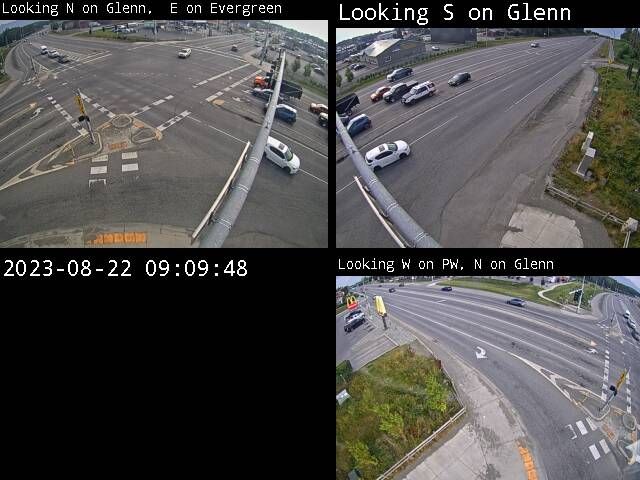 Looking N on Glenn,  E on Evergreen
Looking S on Glenn
2023-08-22 09:09:48
Looking W on PW, N on Glenn